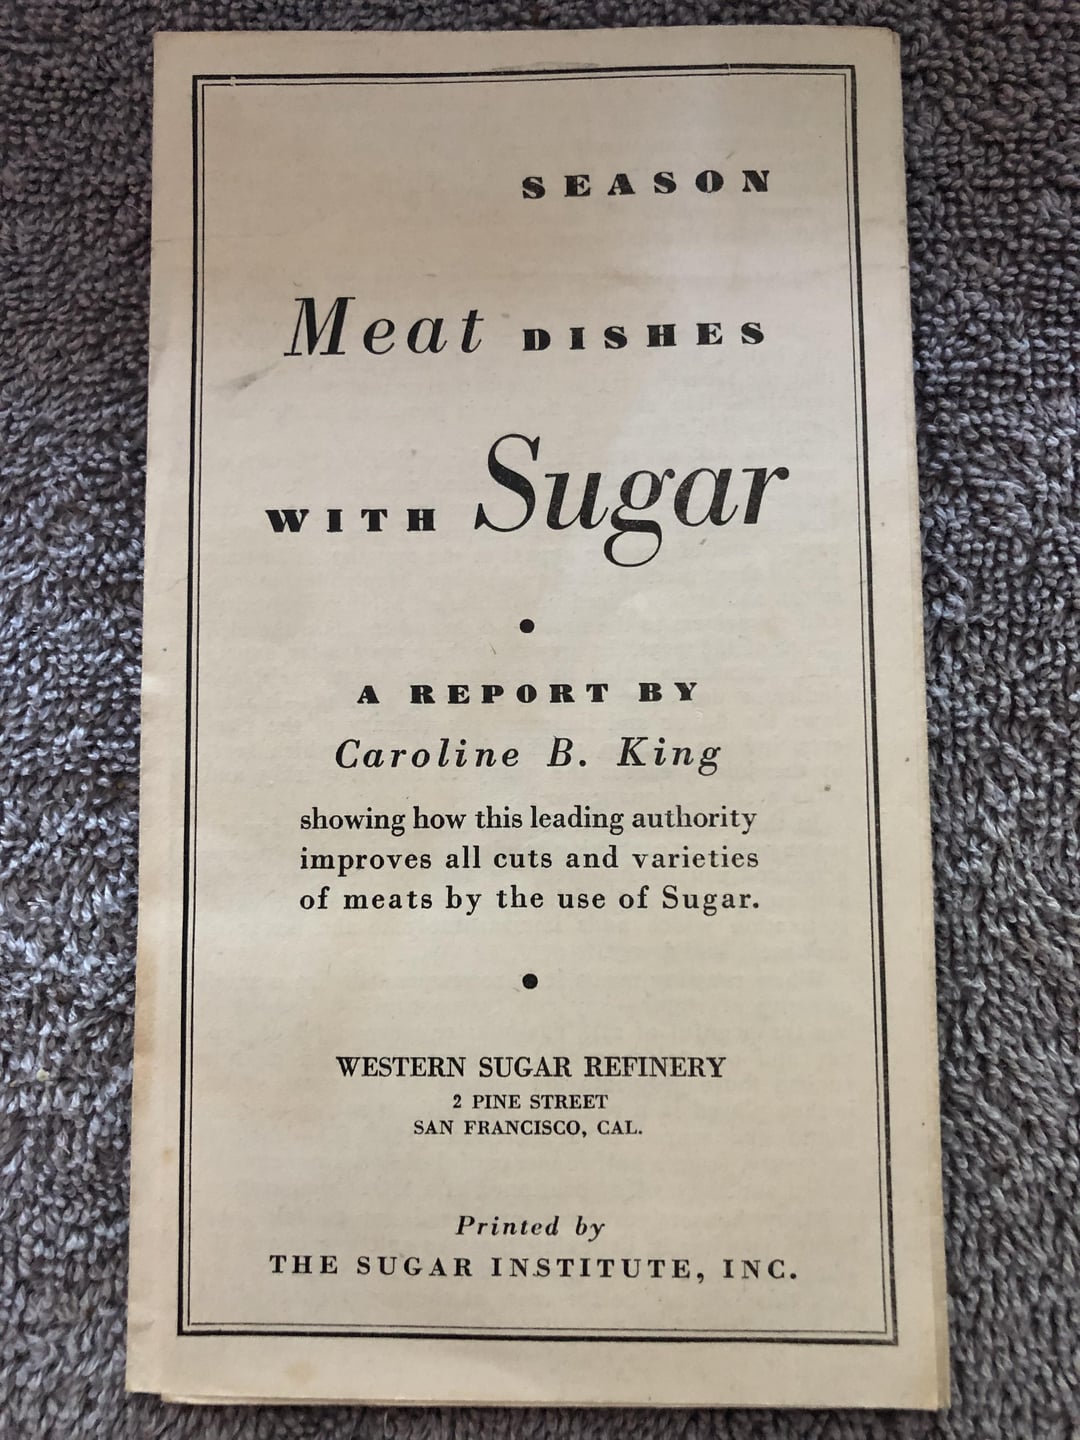 SEASON
Meat DISHES
WITH Sugar
•
A REPORT BY
Caroline B. King
showing how this leading authority
improves all cuts and varieties
of meats by the use of Sugar.
•
WESTERN SUGAR REFINERY
2 PINE STREET
SAN FRANCISCO, CAL.
Printed by
THE SUGAR INSTITUTE, INC.